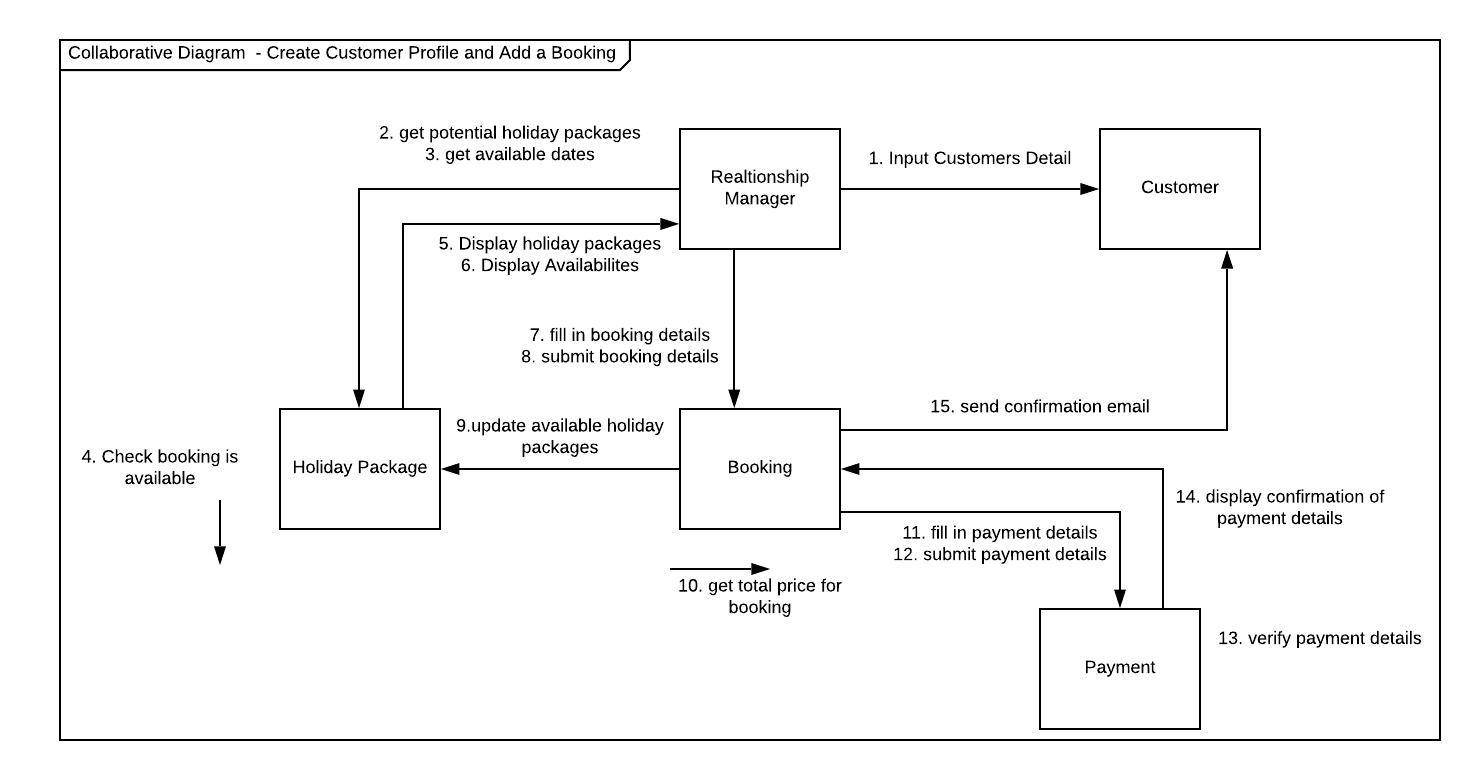 Collaborative Diagram  - Create Customer Profile and Add a Booking
2. get potential holiday packages
3. get available dates
Realtionship
Manager
1. Input Customers Detail
Customer
5. Display holiday packages
6. Display Availabilites
7. fill in booking details
8. submit booking details
15. send confirmation email
9.update available holiday
packages
4. Check booking is
available
Holiday Package
Booking
14. display confirmation of
payment details
11. fill in payment details
12. submit payment details
10. get total price for
booking
13. verify payment details
Payment